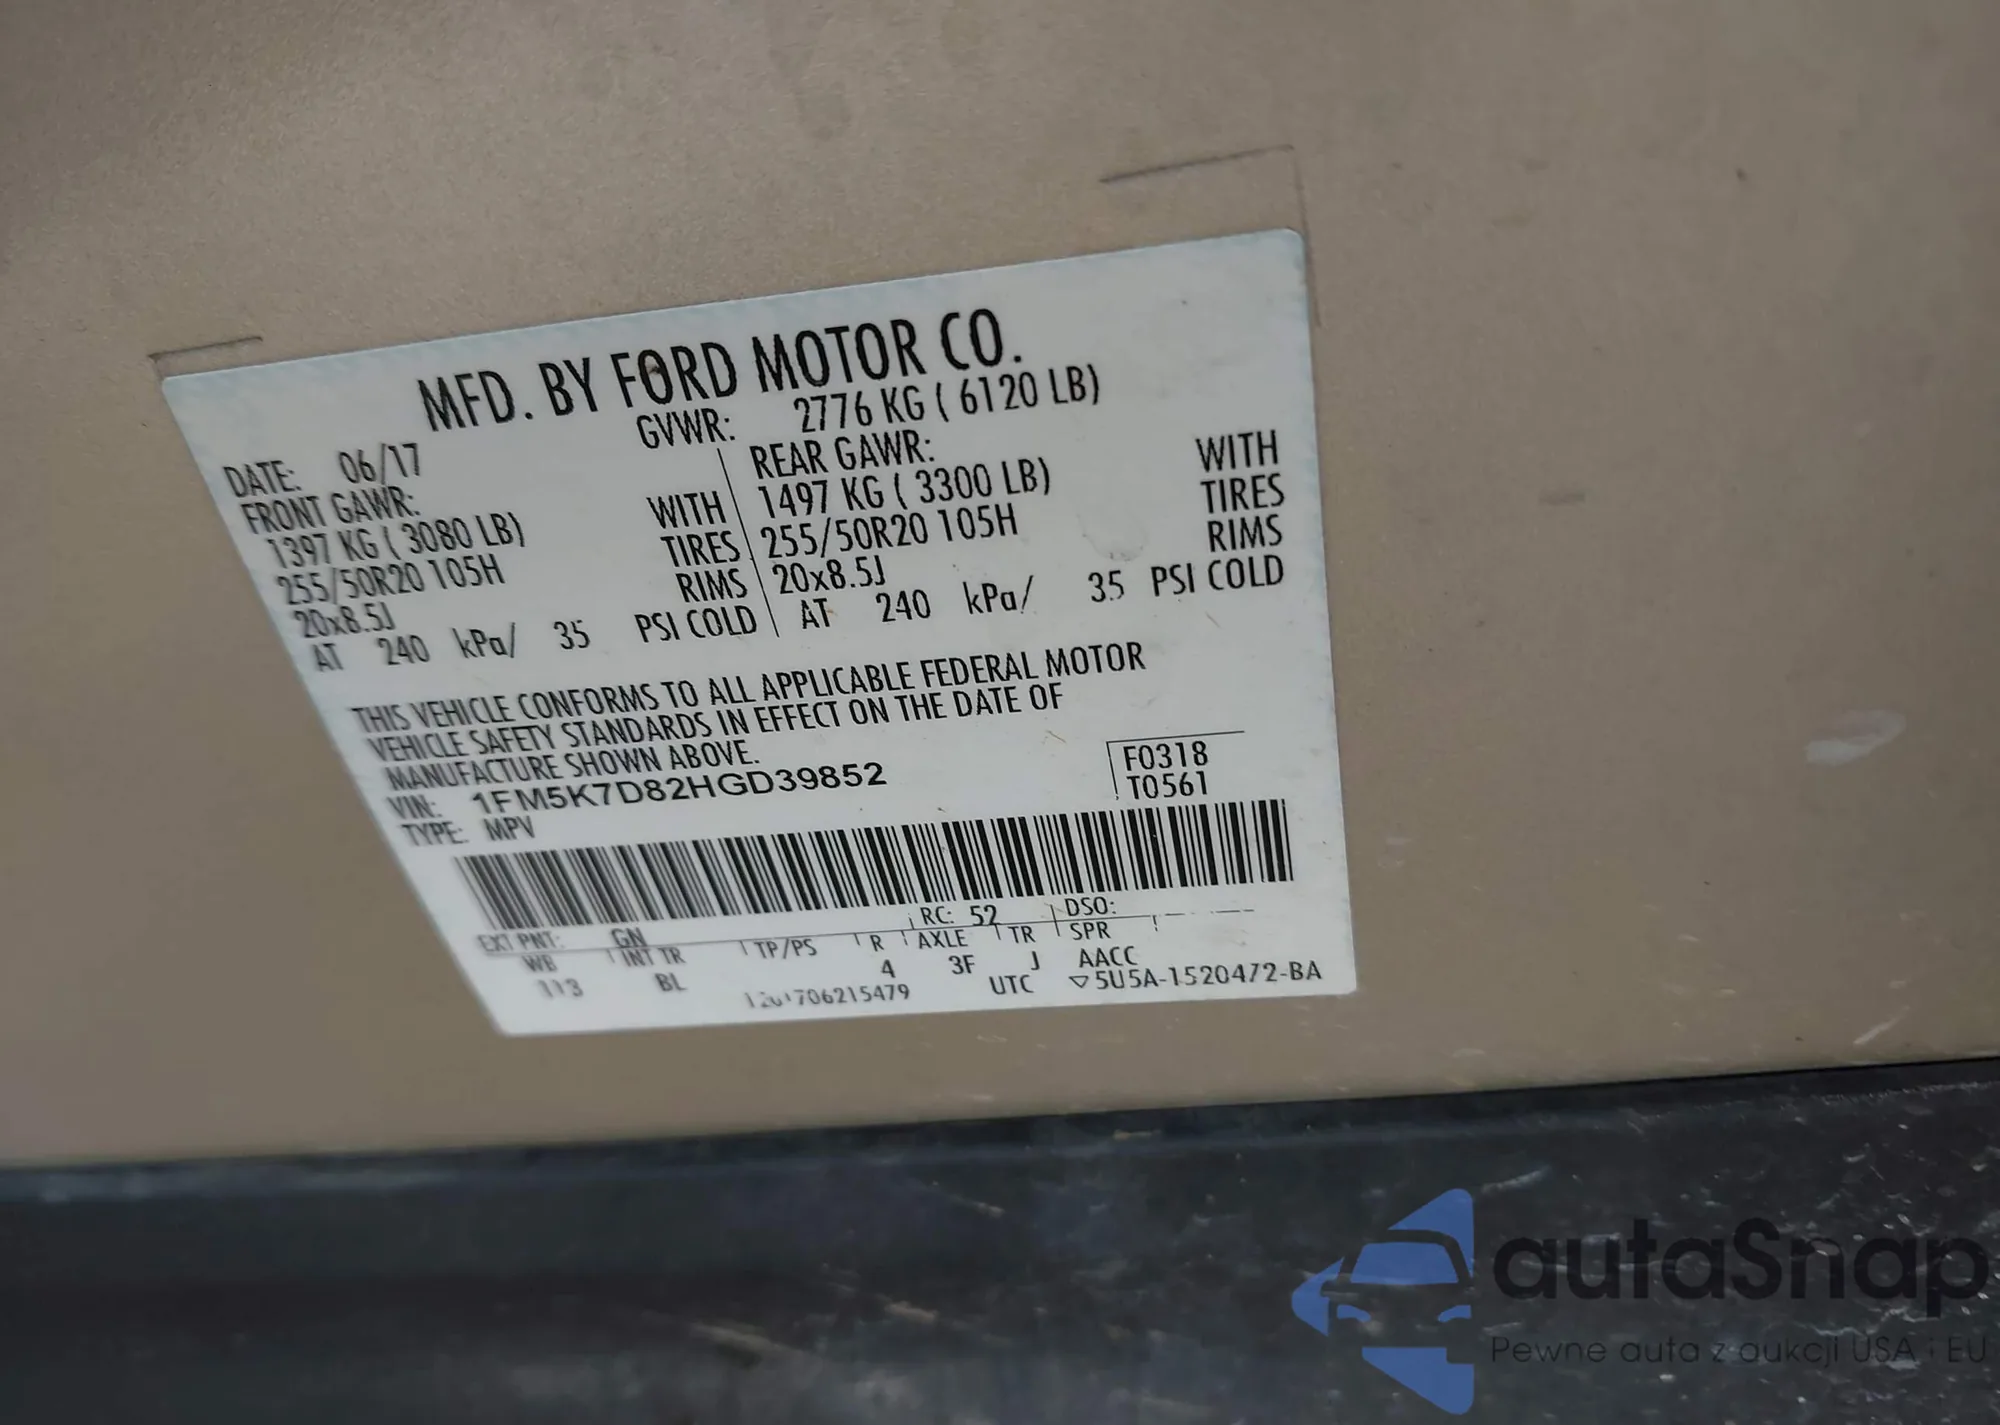 MFD. BY FORD MOTOR CO.
DATE: 06/17 GVWR: 2776 KG ( 6120 LB)
FRONT GAWR: REAR GAWR:
1397 KG ( 3080 LB) WITH 1497 KG ( 3300 LB) WITH
255/50R20 105H TIRES 255/50R20 105H TIRES
20x8.5J RIMS 20x8.5J RIMS
AT 240 kPa/ 35 PSI COLD AT 240 kPa/ 35 PSI COLD
THIS VEHICLE CONFORMS TO ALL APPLICABLE FEDERAL MOTOR
VEHICLE SAFETY STANDARDS IN EFFECT ON THE DATE OF
MANUFACTURE SHOWN ABOVE.
VIN: 1FM5K7D82HGD39852 F0318
TYPE: MPV T0561
EXT PNT: GN RC: 52 DSO:
WB INT TR TP/PS R AXLE TR SPR
113 BL 4 3F J AACC
UTC ▽5U5A-1520472-BA
autaSnap
Pewne auta z aukcji USA i EU